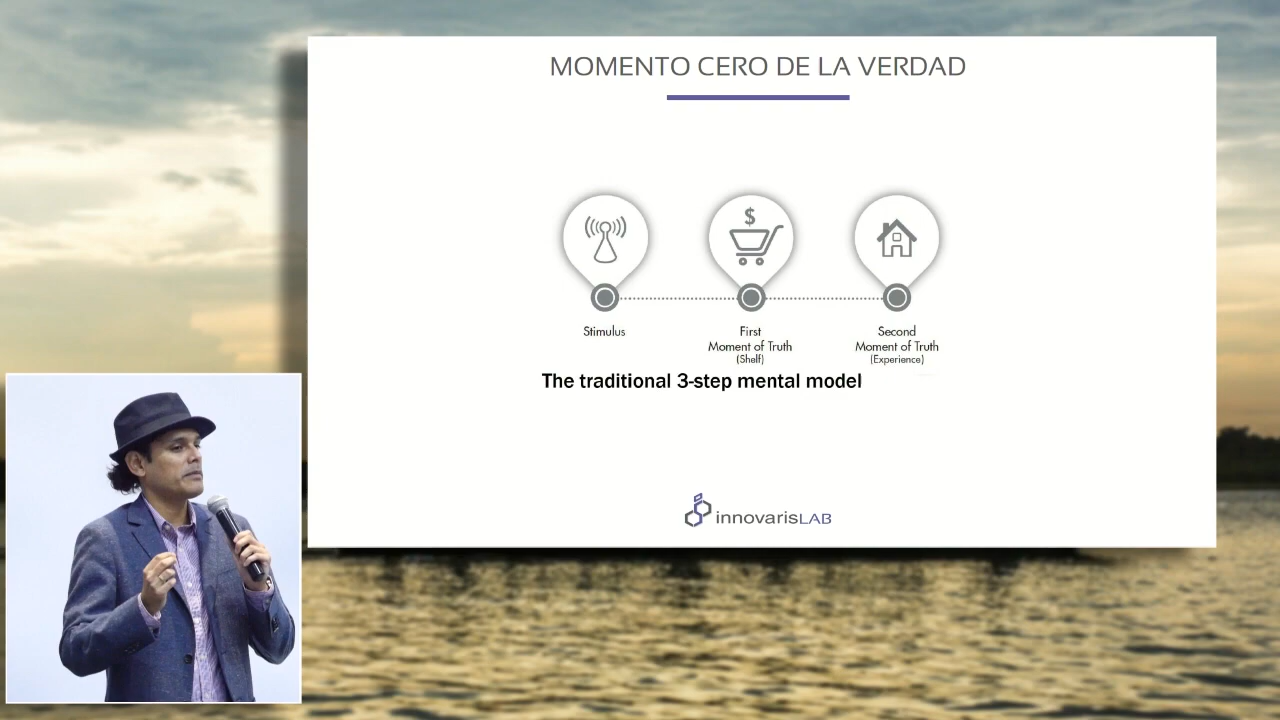 MOMENTO CERO DE LA VERDAD
$
Stimulus
First
Moment of Truth
(Shelf)
Second
Moment of Truth
(Experience)
The traditional 3-step mental model
innovarisLAB